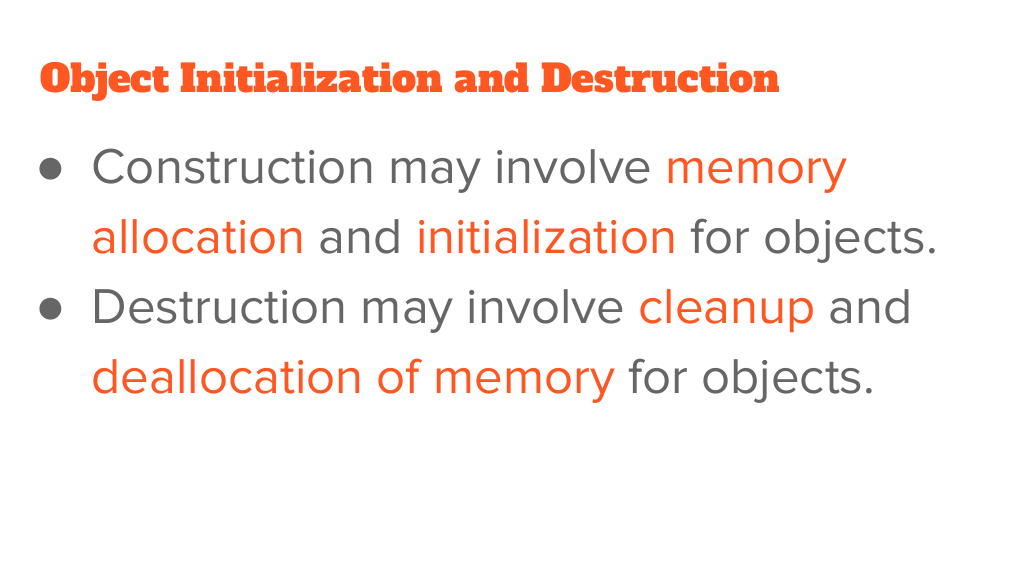 Object Initialization and Destruction
● Construction may involve memory
allocation and initialization for objects.
● Destruction may involve cleanup and
deallocation of memory for objects.